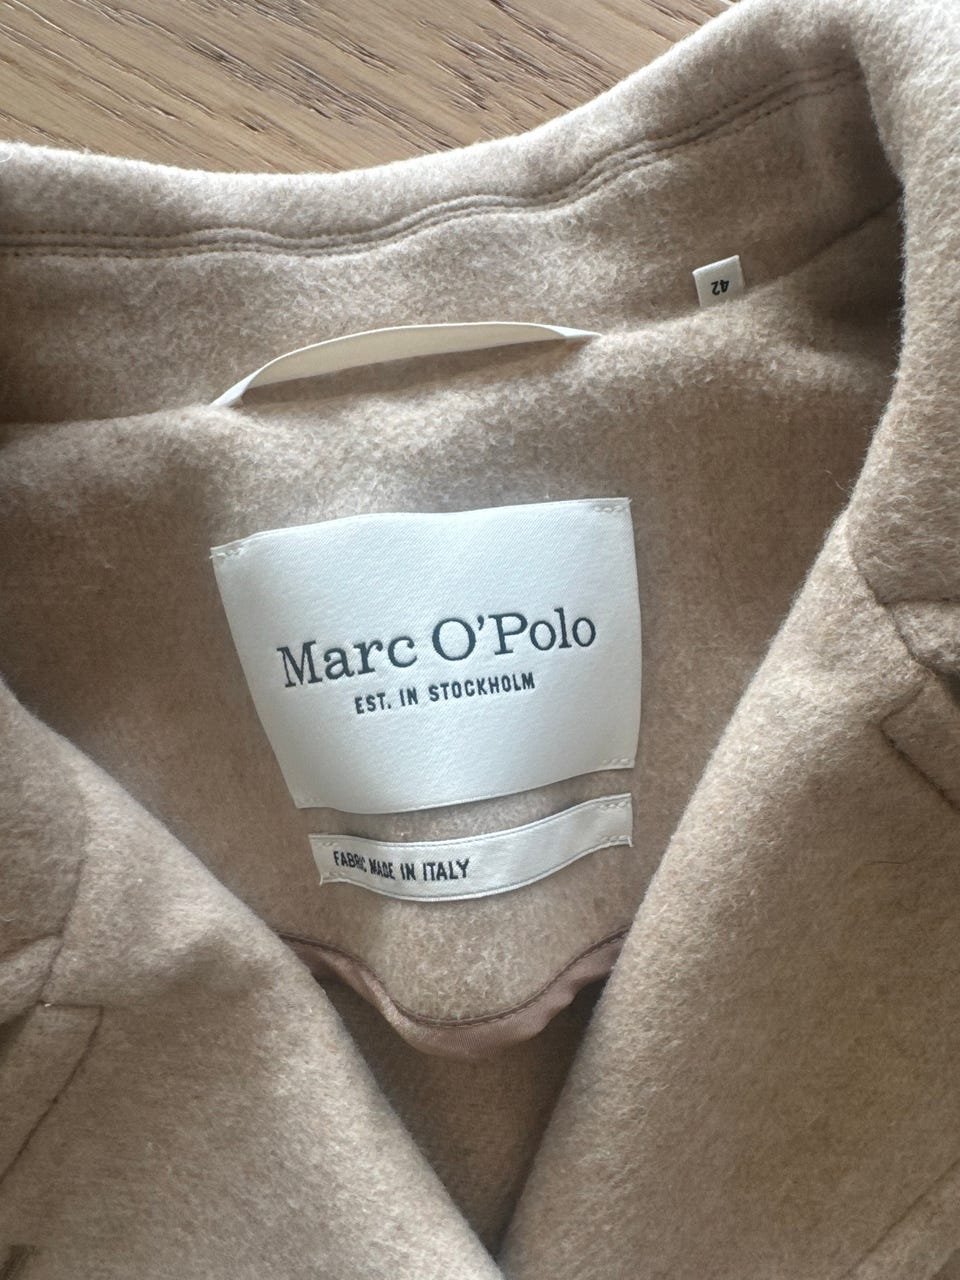 42
Marc O'Polo
EST. IN STOCKHOLM
FABRIC MADE IN ITALY